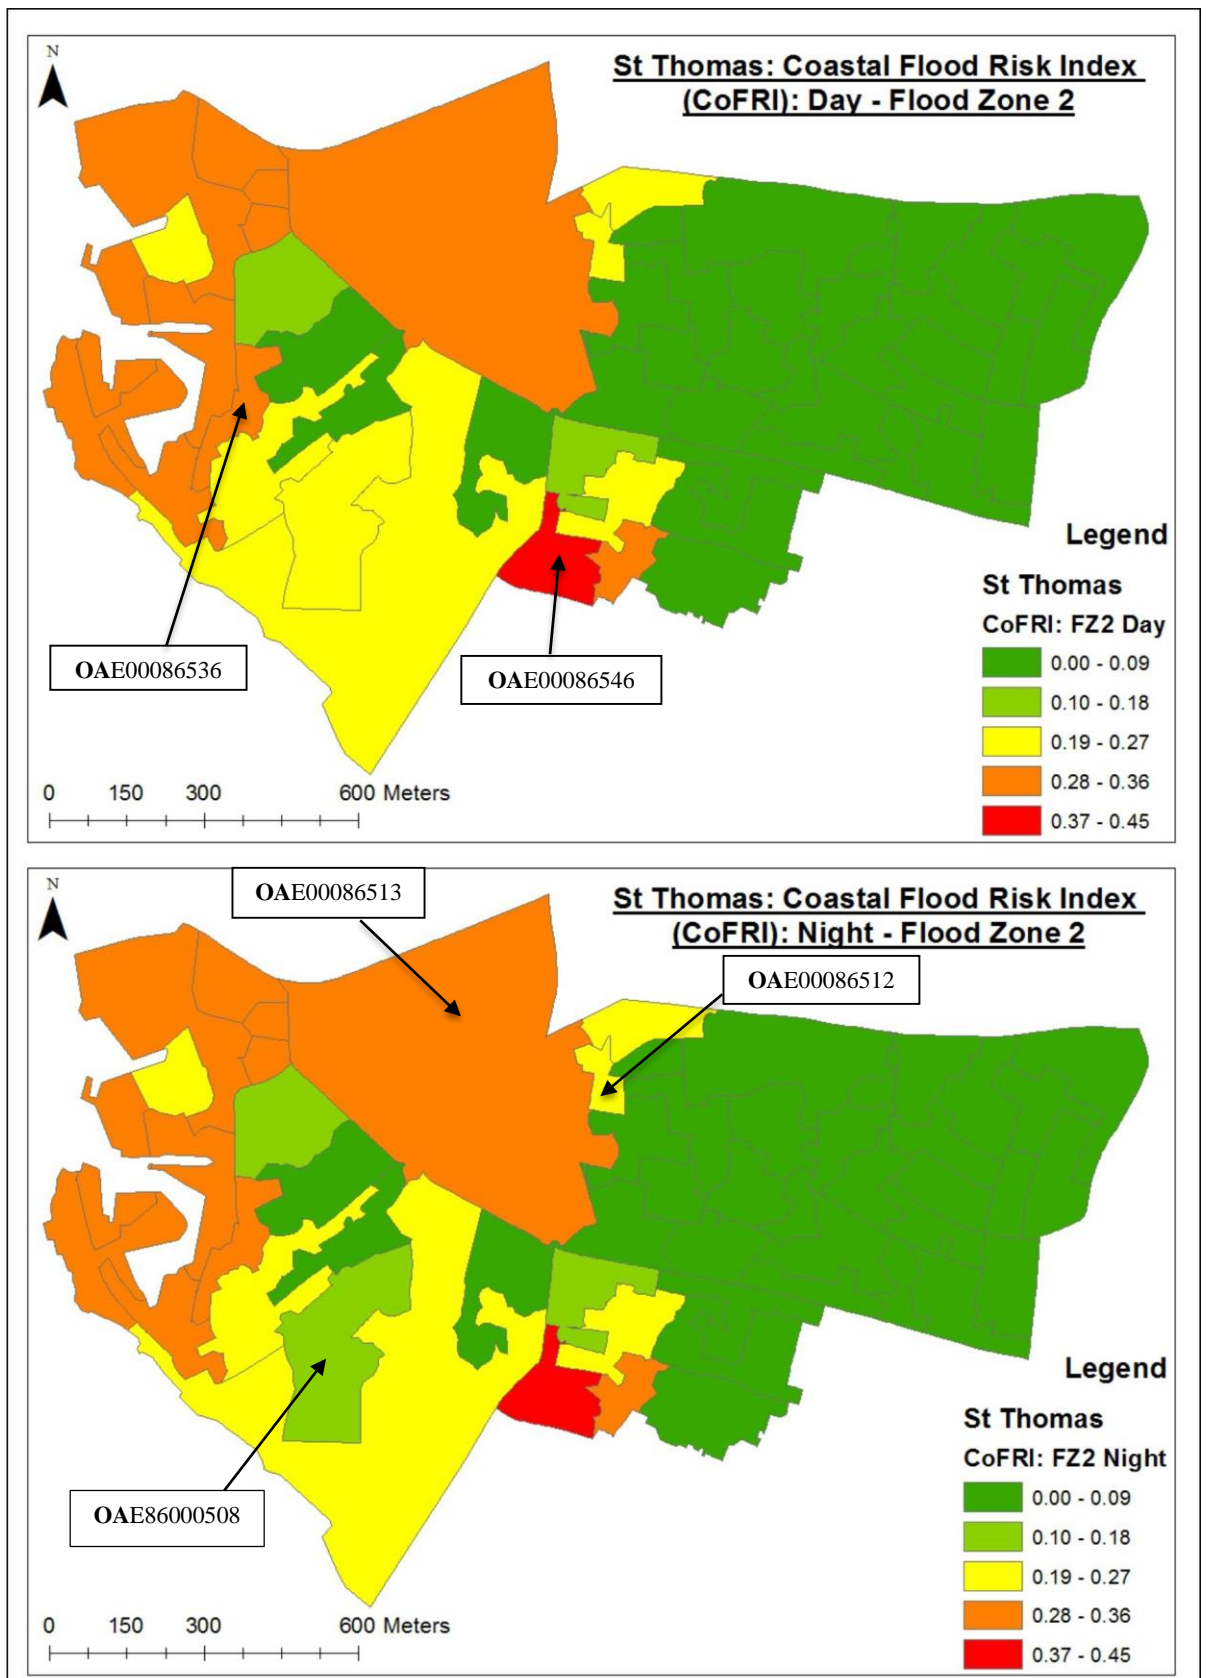 N
St Thomas: Coastal Flood Risk Index
(CoFRI): Day - Flood Zone 2
OAE00086536
OAE00086546
Legend
St Thomas
CoFRI: FZ2 Day
0.00 - 0.09
0.10 - 0.18
0.19 - 0.27
0.28 - 0.36
0.37 - 0.45
0 150 300 600 Meters
N
OAE00086513
St Thomas: Coastal Flood Risk Index
(CoFRI): Night - Flood Zone 2
OAE00086512
OAE86000508
Legend
St Thomas
CoFRI: FZ2 Night
0.00 - 0.09
0.10 - 0.18
0.19 - 0.27
0.28 - 0.36
0.37 - 0.45
0 150 300 600 Meters